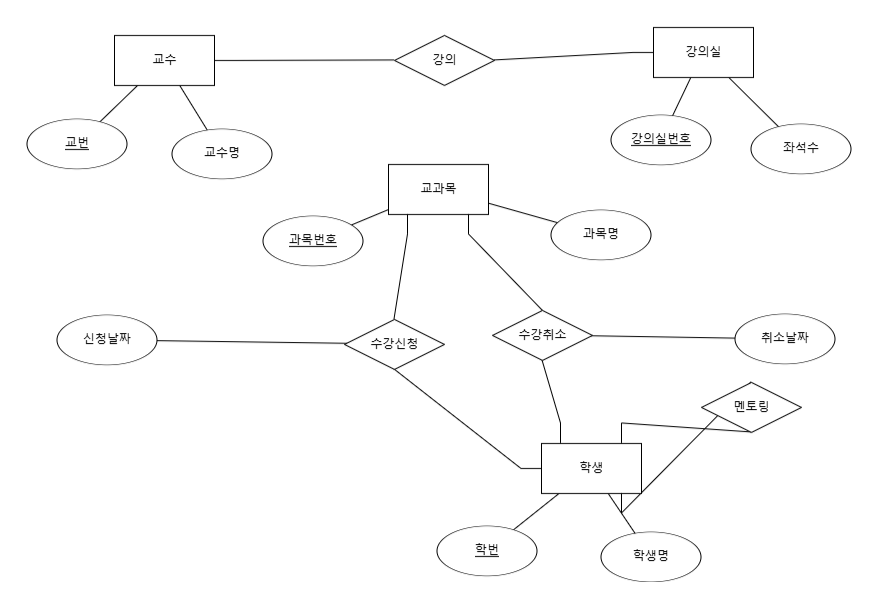 교수
강의
강의실
교번
교수명
강의실번호
좌석수
교과목
과목번호
과목명
신청날짜
수강신청
수강취소
취소날짜
멘토링
학생
학번
학생명